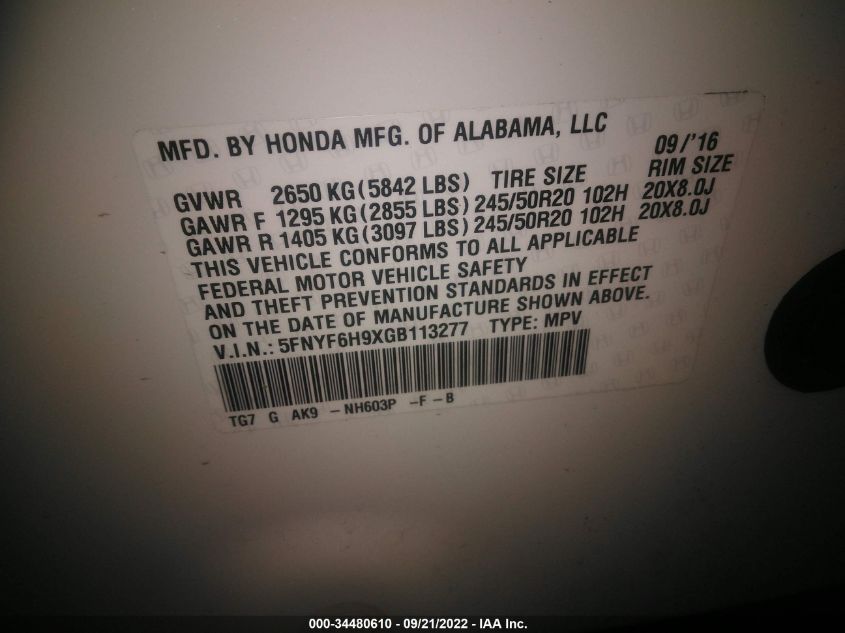 MFD. BY HONDA MFG. OF ALABAMA, LLC 09/'16
GVWR 2650 KG (5842 LBS) TIRE SIZE RIM SIZE
GAWR F 1295 KG (2855 LBS) 245/50R20 102H 20X8.0J
GAWR R 1405 KG (3097 LBS) 245/50R20 102H 20X8.0J
THIS VEHICLE CONFORMS TO ALL APPLICABLE
FEDERAL MOTOR VEHICLE SAFETY
AND THEFT PREVENTION STANDARDS IN EFFECT
ON THE DATE OF MANUFACTURE SHOWN ABOVE.
V.I.N.: 5FNYF6H9XGB113277 TYPE: MPV
TG7 G AK9 - NH603P - F - B
000-34480610 - 09/21/2022 - IAA Inc.